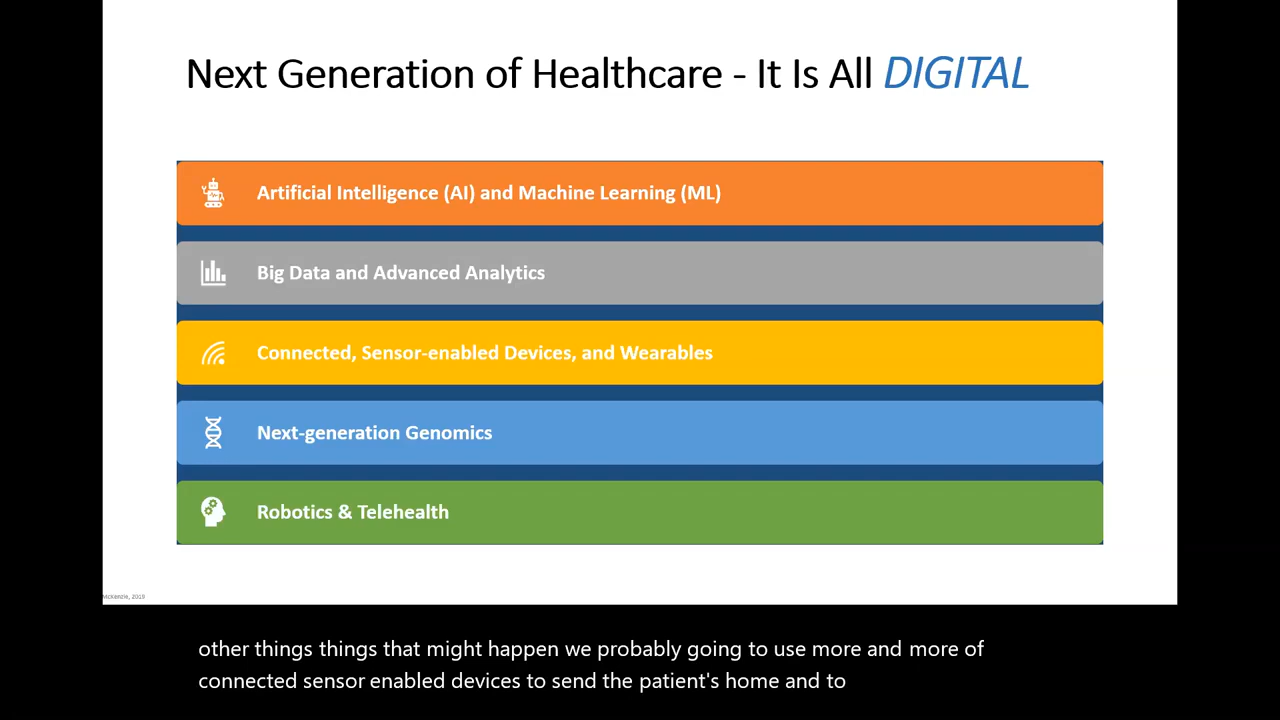 Next Generation of Healthcare - It Is All DIGITAL
Artificial Intelligence (AI) and Machine Learning (ML)
Big Data and Advanced Analytics
Connected, Sensor-enabled Devices, and Wearables
Next-generation Genomics
Robotics & Telehealth
McKenzie, 2019
other things things that might happen we probably going to use more and more of
connected sensor enabled devices to send the patient's home and to